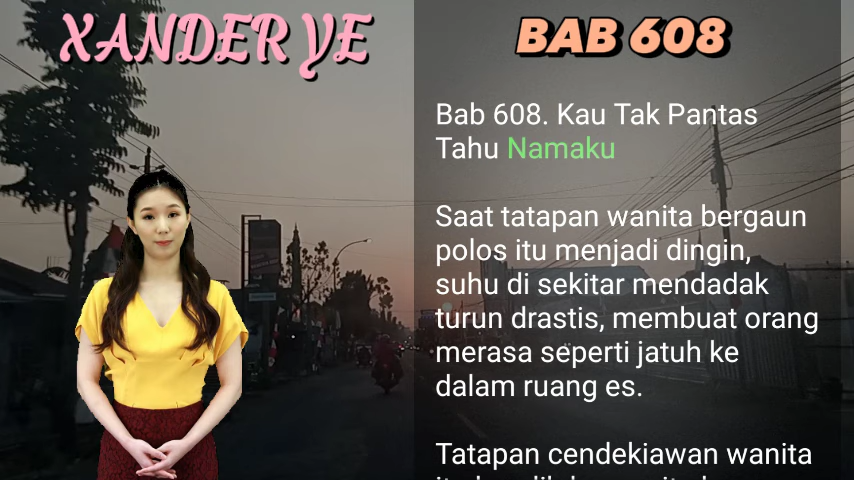 XANDER YE
BAB 608
Bab 608. Kau Tak Pantas
Tahu Namaku
Saat tatapan wanita bergaun
polos itu menjadi dingin,
suhu di sekitar mendadak
turun drastis, membuat orang
merasa seperti jatuh ke
dalam ruang es.
Tatapan cendekiawan wanita